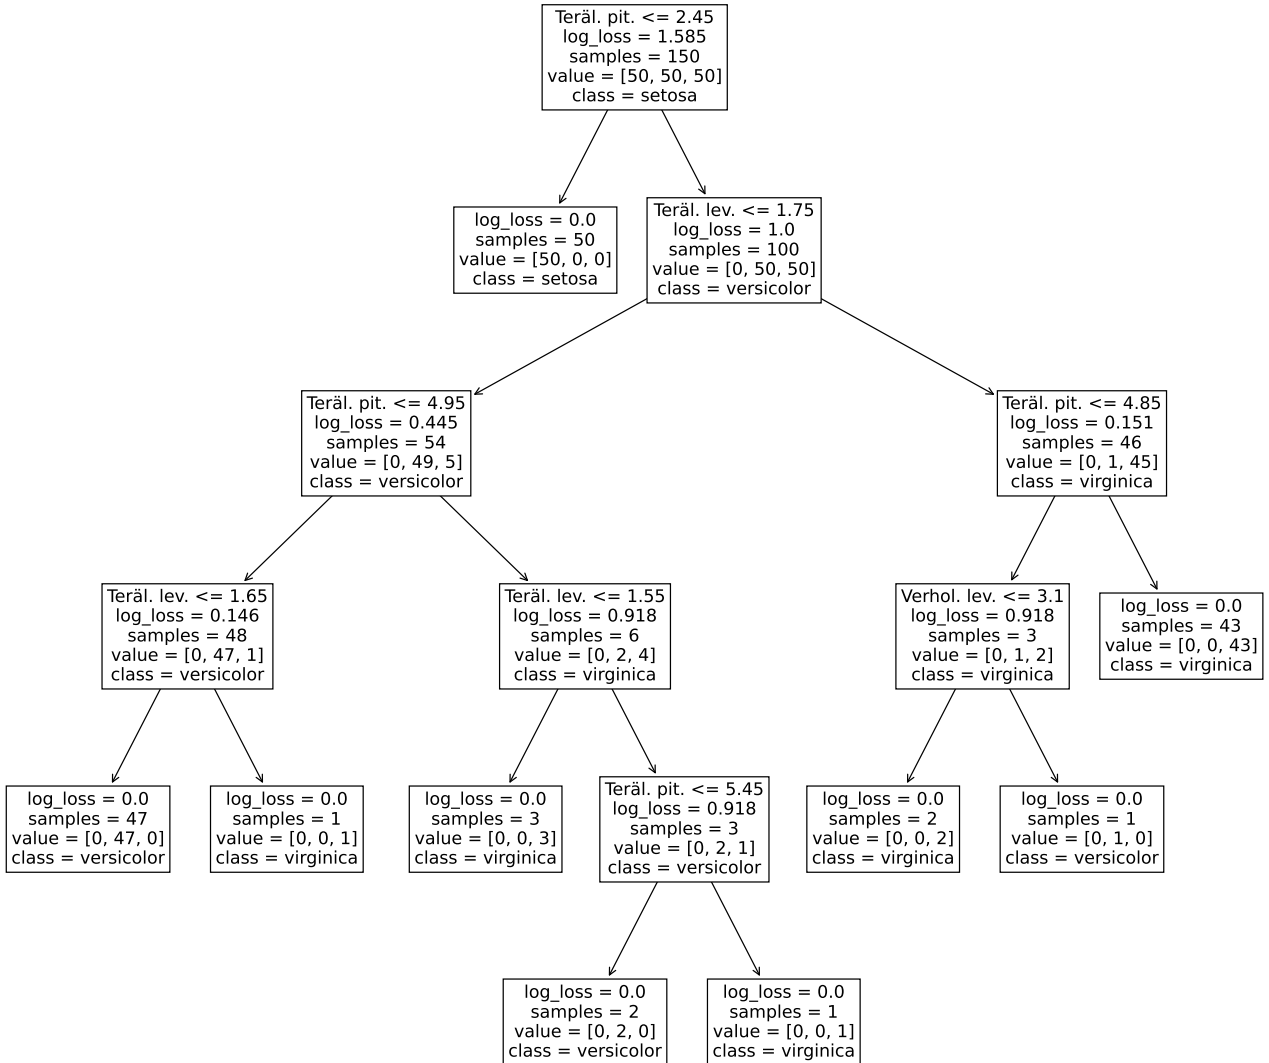 Teräl. pit. <= 2.45
log_loss = 1.585
samples = 150
value = [50, 50, 50]
class = setosa
log_loss = 0.0
samples = 50
value = [50, 0, 0]
class = setosa
Teräl. lev. <= 1.75
log_loss = 1.0
samples = 100
value = [0, 50, 50]
class = versicolor
Teräl. pit. <= 4.95
log_loss = 0.445
samples = 54
value = [0, 49, 5]
class = versicolor
Teräl. pit. <= 4.85
log_loss = 0.151
samples = 46
value = [0, 1, 45]
class = virginica
Teräl. lev. <= 1.65
log_loss = 0.146
samples = 48
value = [0, 47, 1]
class = versicolor
Teräl. lev. <= 1.55
log_loss = 0.918
samples = 6
value = [0, 2, 4]
class = virginica
Verhol. lev. <= 3.1
log_loss = 0.918
samples = 3
value = [0, 1, 2]
class = virginica
log_loss = 0.0
samples = 43
value = [0, 0, 43]
class = virginica
log_loss = 0.0
samples = 47
value = [0, 47, 0]
class = versicolor
log_loss = 0.0
samples = 1
value = [0, 0, 1]
class = virginica
log_loss = 0.0
samples = 3
value = [0, 0, 3]
class = virginica
Teräl. pit. <= 5.45
log_loss = 0.918
samples = 3
value = [0, 2, 1]
class = versicolor
log_loss = 0.0
samples = 2
value = [0, 0, 2]
class = virginica
log_loss = 0.0
samples = 1
value = [0, 1, 0]
class = versicolor
log_loss = 0.0
samples = 2
value = [0, 2, 0]
class = versicolor
log_loss = 0.0
samples = 1
value = [0, 0, 1]
class = virginica